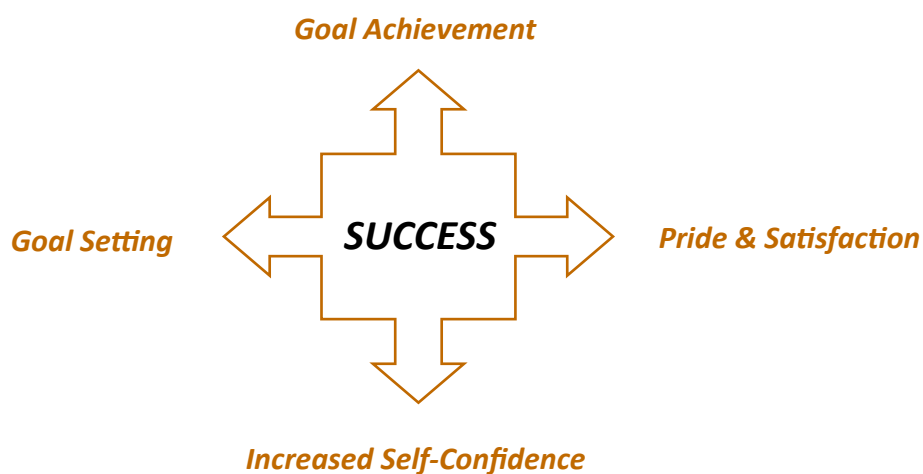 Goal Achievement
Goal Setting
SUCCESS
Pride & Satisfaction
Increased Self-Confidence